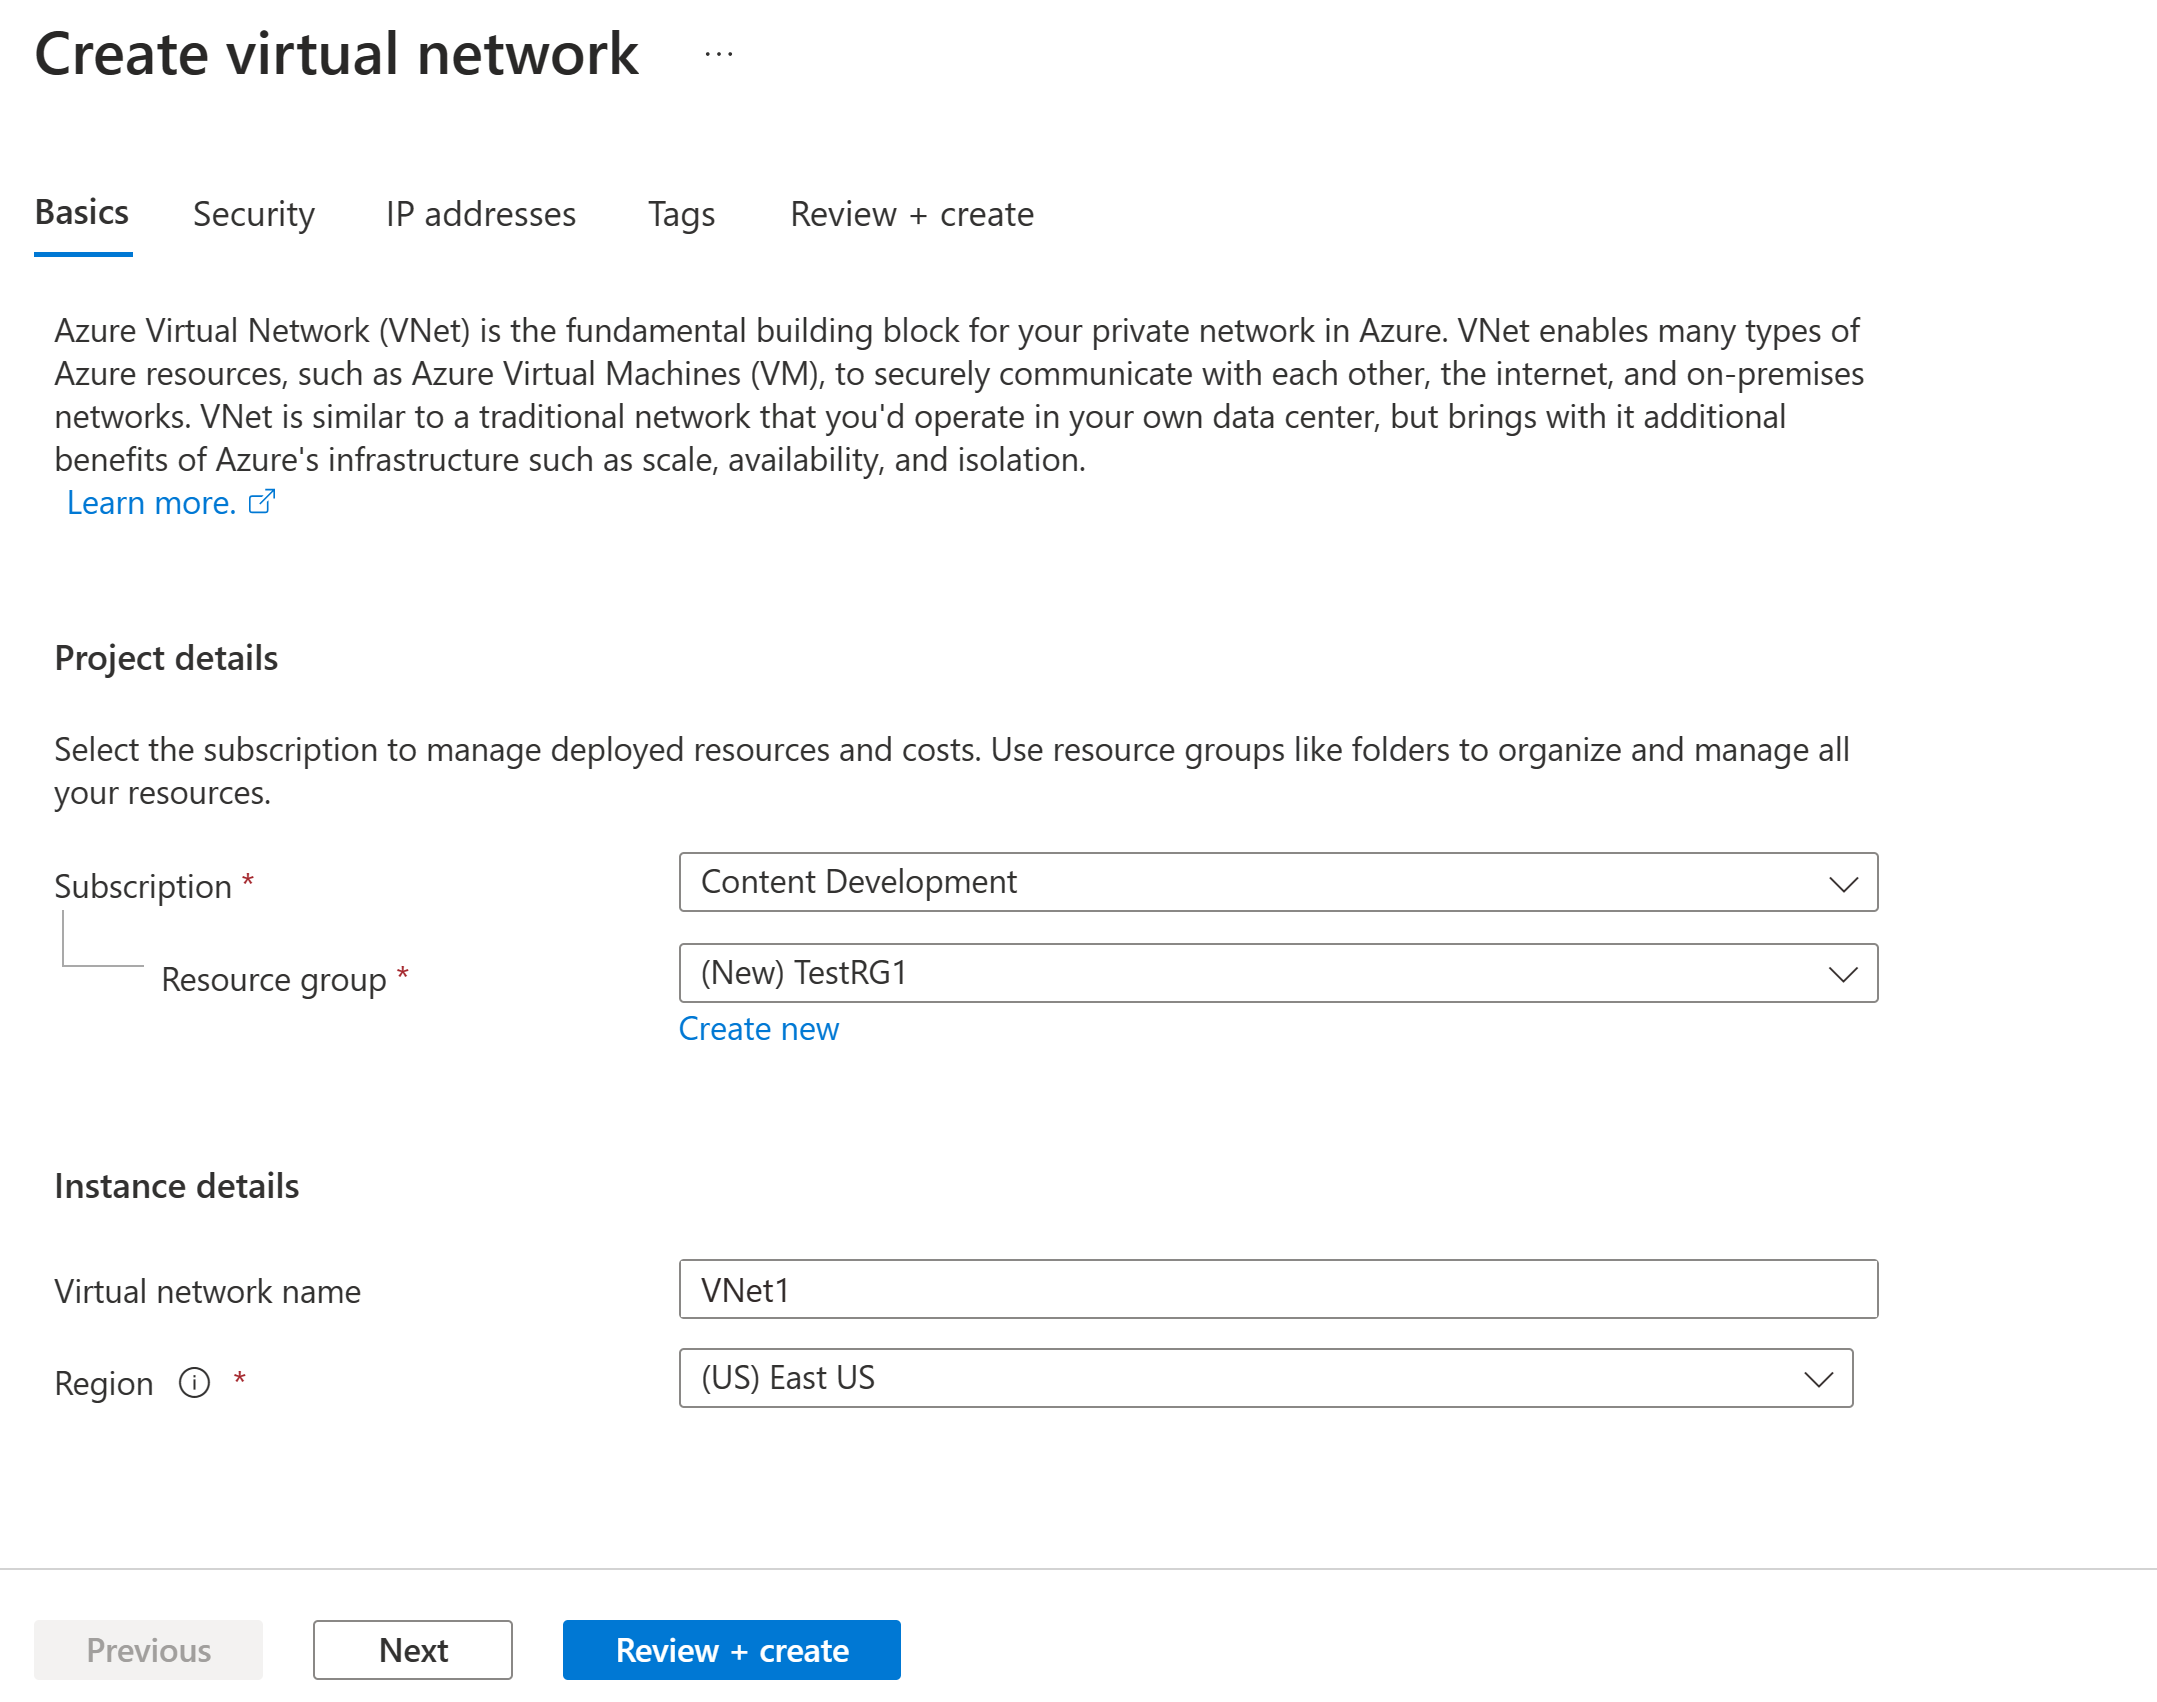 Create virtual network ...
Basics Security IP addresses Tags Review + create
Azure Virtual Network (VNet) is the fundamental building block for your private network in Azure. VNet enables many types of
Azure resources, such as Azure Virtual Machines (VM), to securely communicate with each other, the internet, and on-premises
networks. VNet is similar to a traditional network that you'd operate in your own data center, but brings with it additional
benefits of Azure's infrastructure such as scale, availability, and isolation.
Learn more.
Project details
Select the subscription to manage deployed resources and costs. Use resource groups like folders to organize and manage all
your resources.
Subscription * Content Development
Resource group * (New) TestRG1
Create new
Instance details
Virtual network name VNet1
Region * (US) East US
Previous Next Review + create